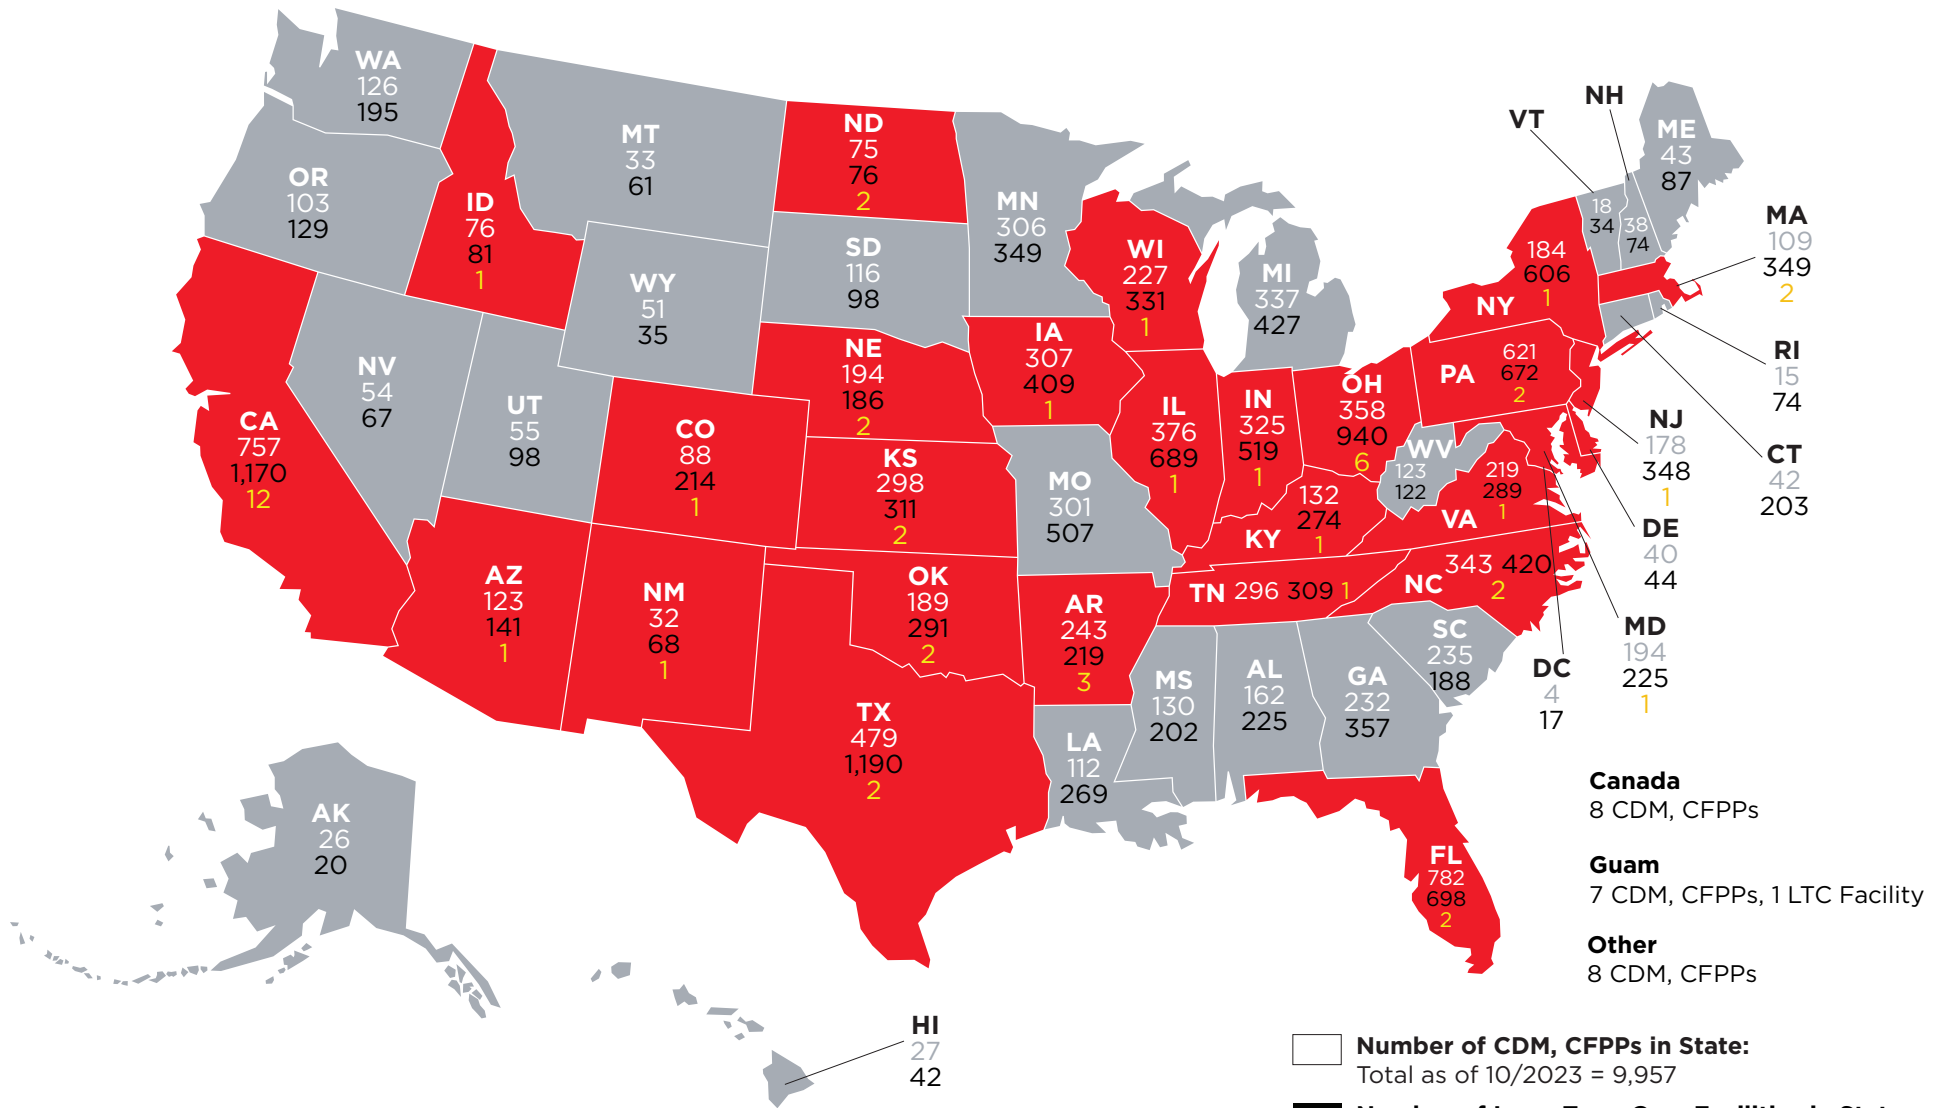 WA
126
195
OR
103
129
ID
76
81
1
MT
33
61
ND
75
76
2
MN
306
349
SD
116
98
WY
51
35
WI
227
331
1
MI
337
427
VT
18
34
NH
38
74
ME
43
87
MA
109
349
2
184
606
1
NY
RI
15
74
CT
42
203
NJ
178
348
1
DE
40
44
MD
194
225
1
DC
4
17
PA
621
672
2
NE
194
186
2
IA
307
409
1
IL
376
689
1
IN
325
519
1
OH
358
940
6
WV
123
122
219
289
1
VA
CA
757
1,170
12
NV
54
67
UT
55
98
CO
88
214
1
KS
298
311
2
MO
301
507
132
274
KY 1
AZ
123
141
1
NM
32
68
1
OK
189
291
2
AR
243
219
3
TN 296 309 1
343 420
NC 2
SC
235
188
TX
479
1,190
2
LA
112
269
MS
130
202
AL
162
225
GA
232
357
FL
782
698
2
AK
26
20
HI
27
42
Canada
8 CDM, CFPPs
Guam
7 CDM, CFPPs, 1 LTC Facility
Other
8 CDM, CFPPs
Number of CDM, CFPPs in State:
Total as of 10/2023 = 9,957